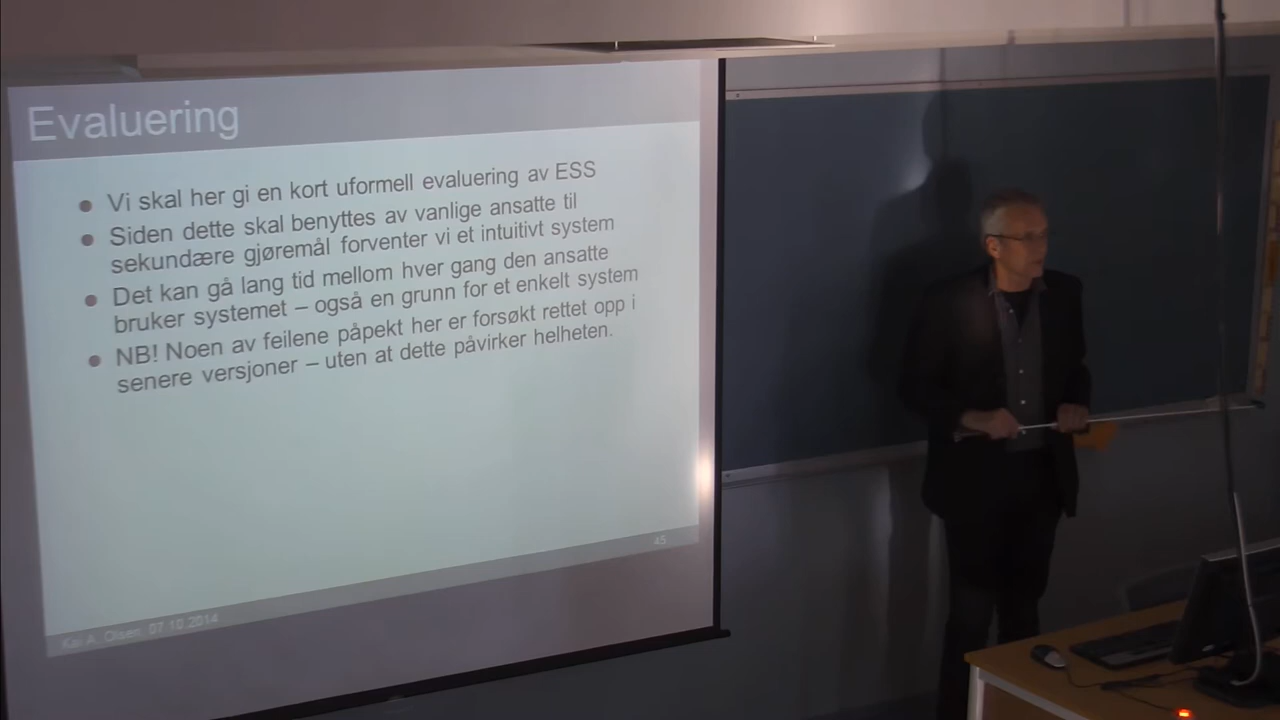 Evaluering
Vi skal her gi en kort uformell evaluering av ESS
Siden dette skal benyttes av vanlige ansatte til
sekundære gjøremål forventer vi et intuitivt system
Det kan gå lang tid mellom hver gang den ansatte
bruker systemet – også en grunn for et enkelt system
NB! Noen av feilene påpekt her er forsøkt rettet opp i
senere versjoner – uten at dette påvirker helheten.
45
Kai A. Olsen, 07.10.2014